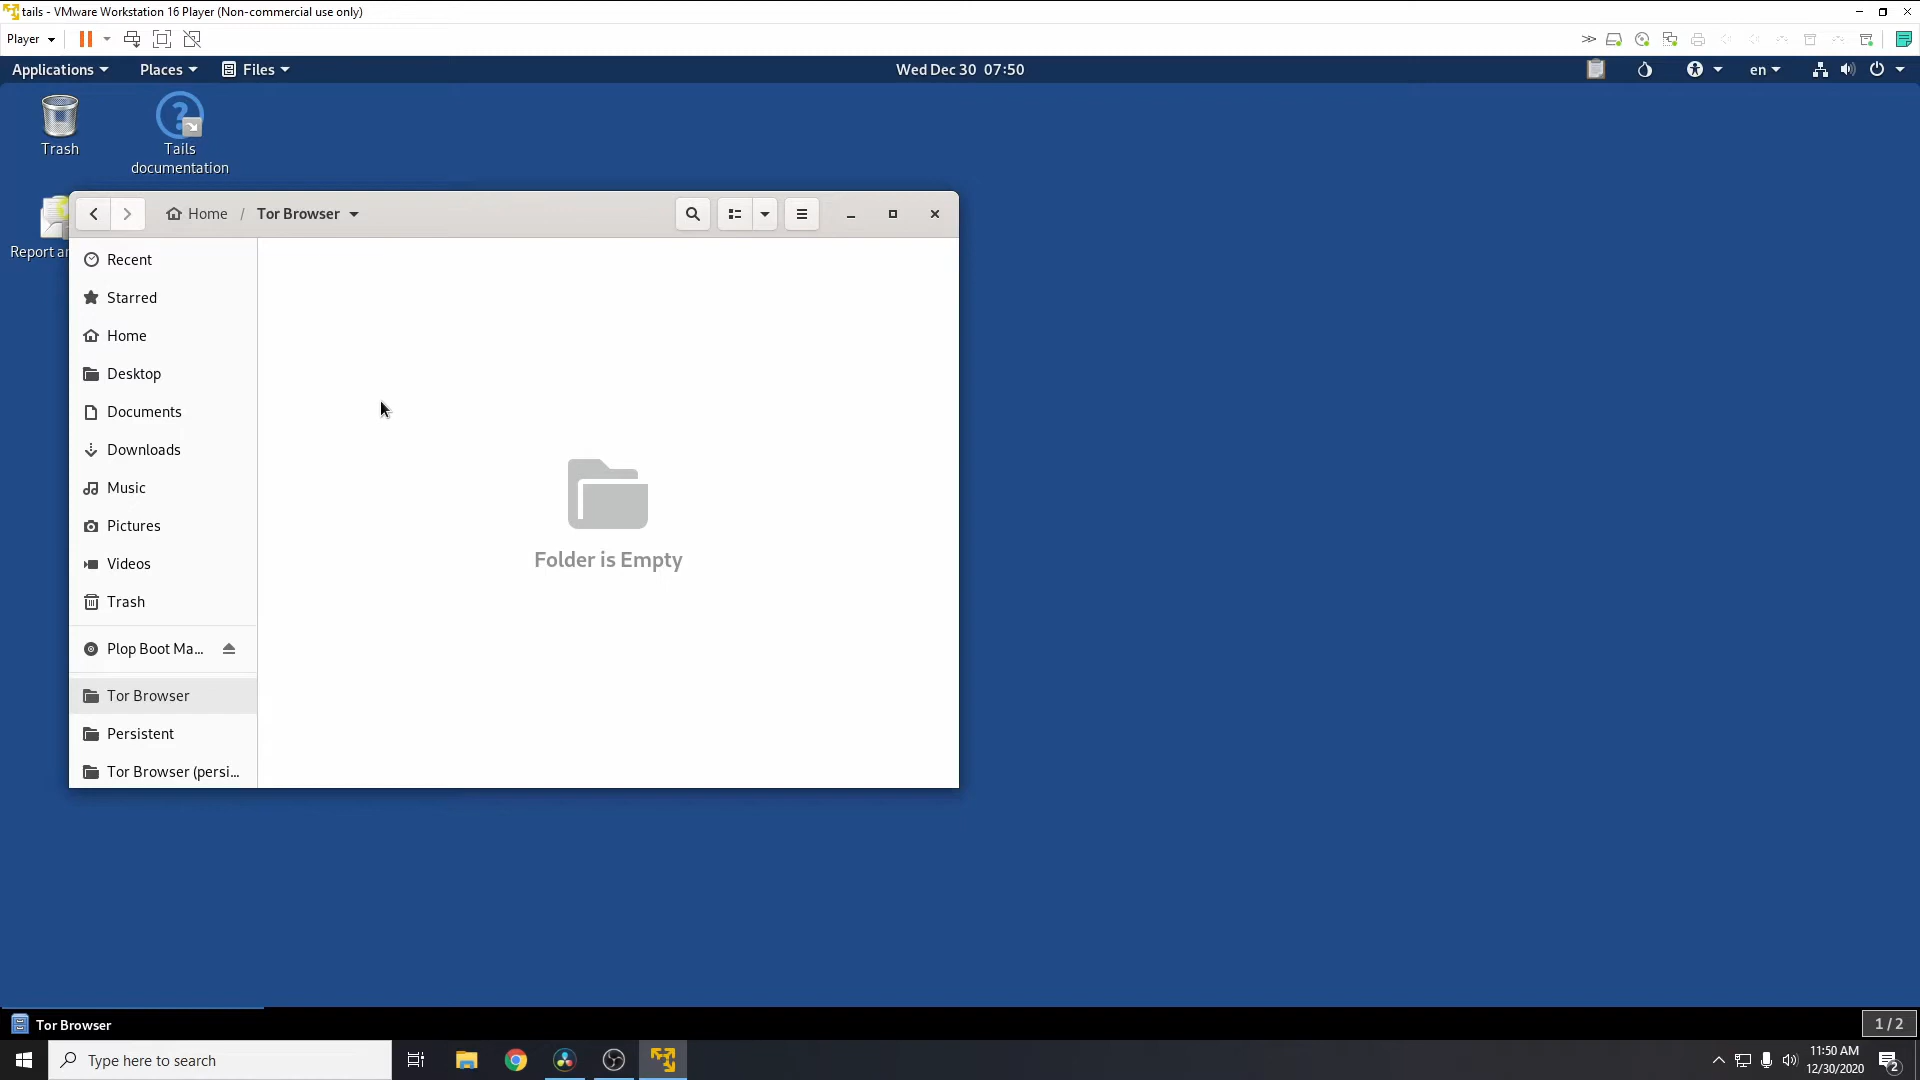 tails - VMware Workstation 16 Player (Non-commercial use only)
Player
Applications
Places
Files
Wed Dec 30 07:50
en
Trash
Tails
documentation
Report an
Home / Tor Browser
Recent
Starred
Home
Desktop
Documents
Downloads
Music
Pictures
Videos
Trash
Plop Boot Ma...
Tor Browser
Persistent
Tor Browser (persi...
Folder is Empty
Tor Browser
1 / 2
Type here to search
11:50 AM
12/30/2020
2